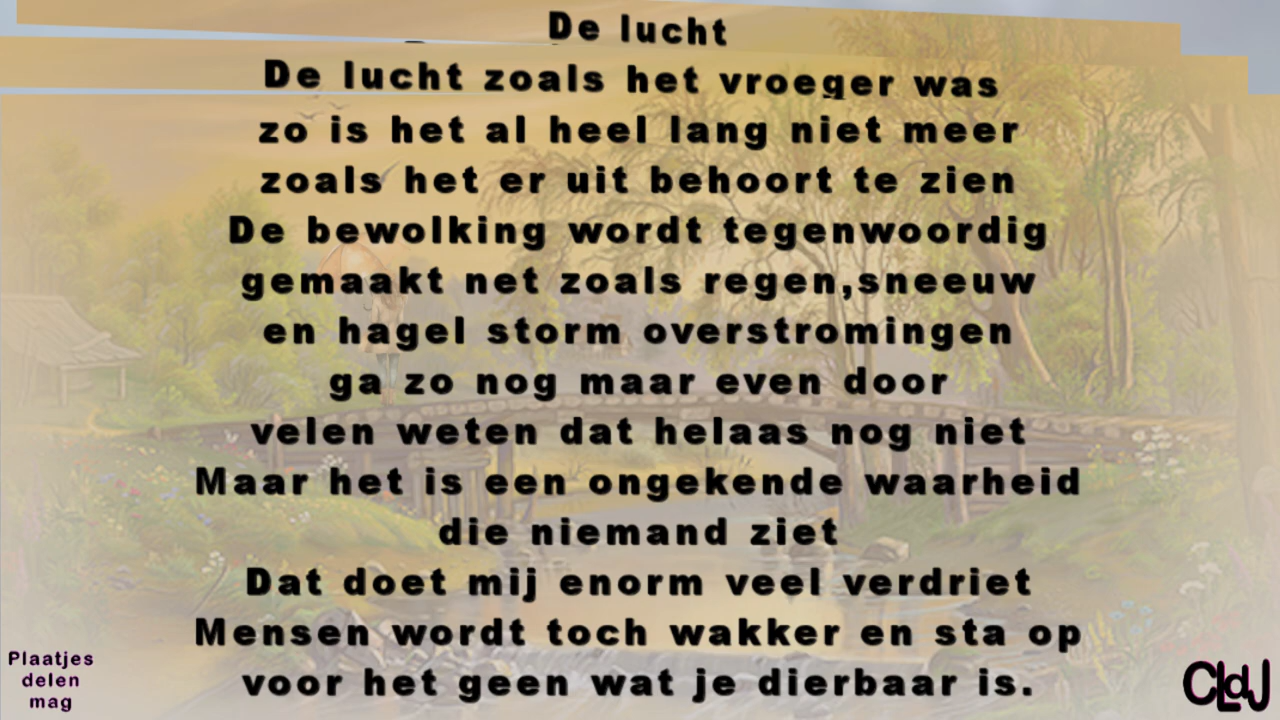 De lucht
De lucht zoals het vroeger was
zo is het al heel lang niet meer
zoals het er uit behoort te zien
De bewolking wordt tegenwoordig
gemaakt net zoals regen,sneeuw
en hagel storm overstromingen
ga zo nog maar even door
velen weten dat helaas nog niet
Maar het is een ongekende waarheid
die niemand ziet
Dat doet mij enorm veel verdriet
Mensen wordt toch wakker en sta op
voor het geen wat je dierbaar is.
Plaatjes
delen
mag
CLdJ